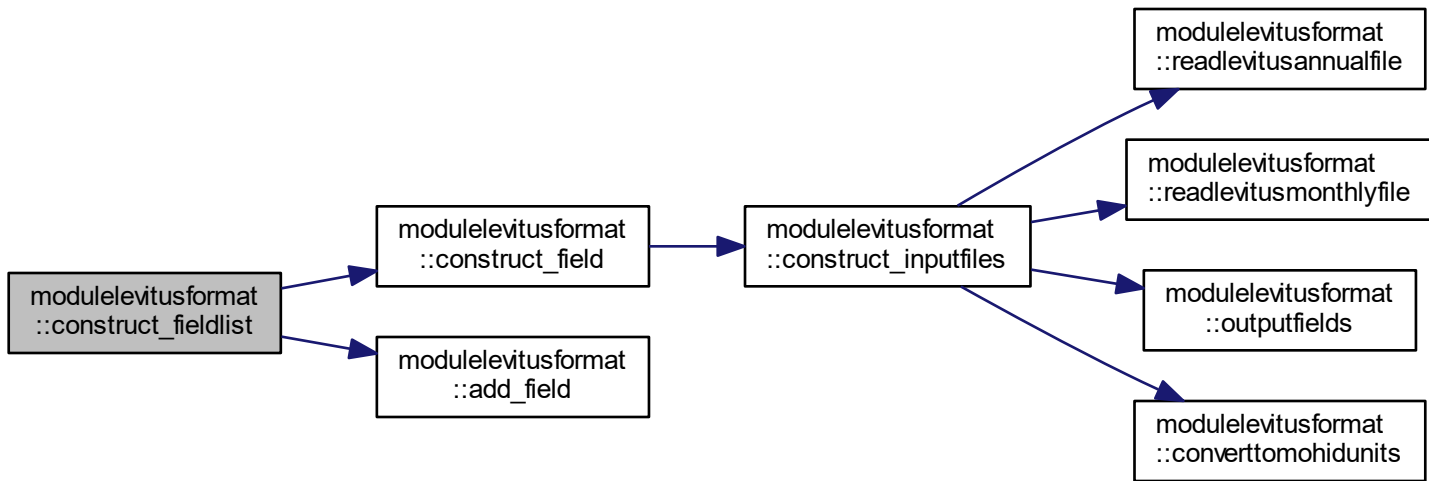 modulelevitusformat
::construct_fieldlist
modulelevitusformat
::construct_field
modulelevitusformat
::add_field
modulelevitusformat
::construct_inputfiles
modulelevitusformat
::readlevitusannualfile
modulelevitusformat
::readlevitusmonthlyfile
modulelevitusformat
::outputfields
modulelevitusformat
::converttomohidunits